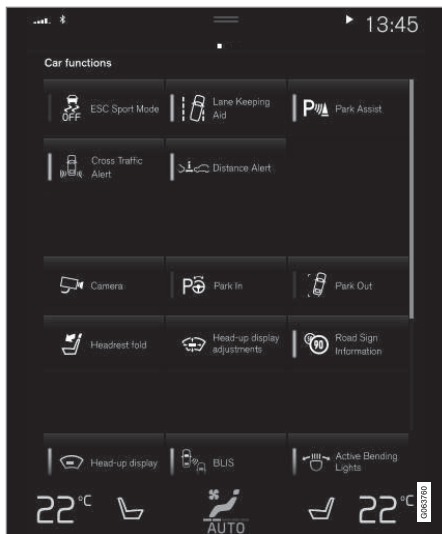 13:45
Car functions
OFF
ESC Sport Mode
Lane Keeping
Aid
P
Park Assist
Cross Traffic
Alert
Distance Alert
Camera
P
Park In
Park Out
Headrest fold
Head-up display
adjustments
90
Road Sign
Information
Head-up display
BLIS
Active Bending
Lights
22°C
AUTO
22°C
G063760